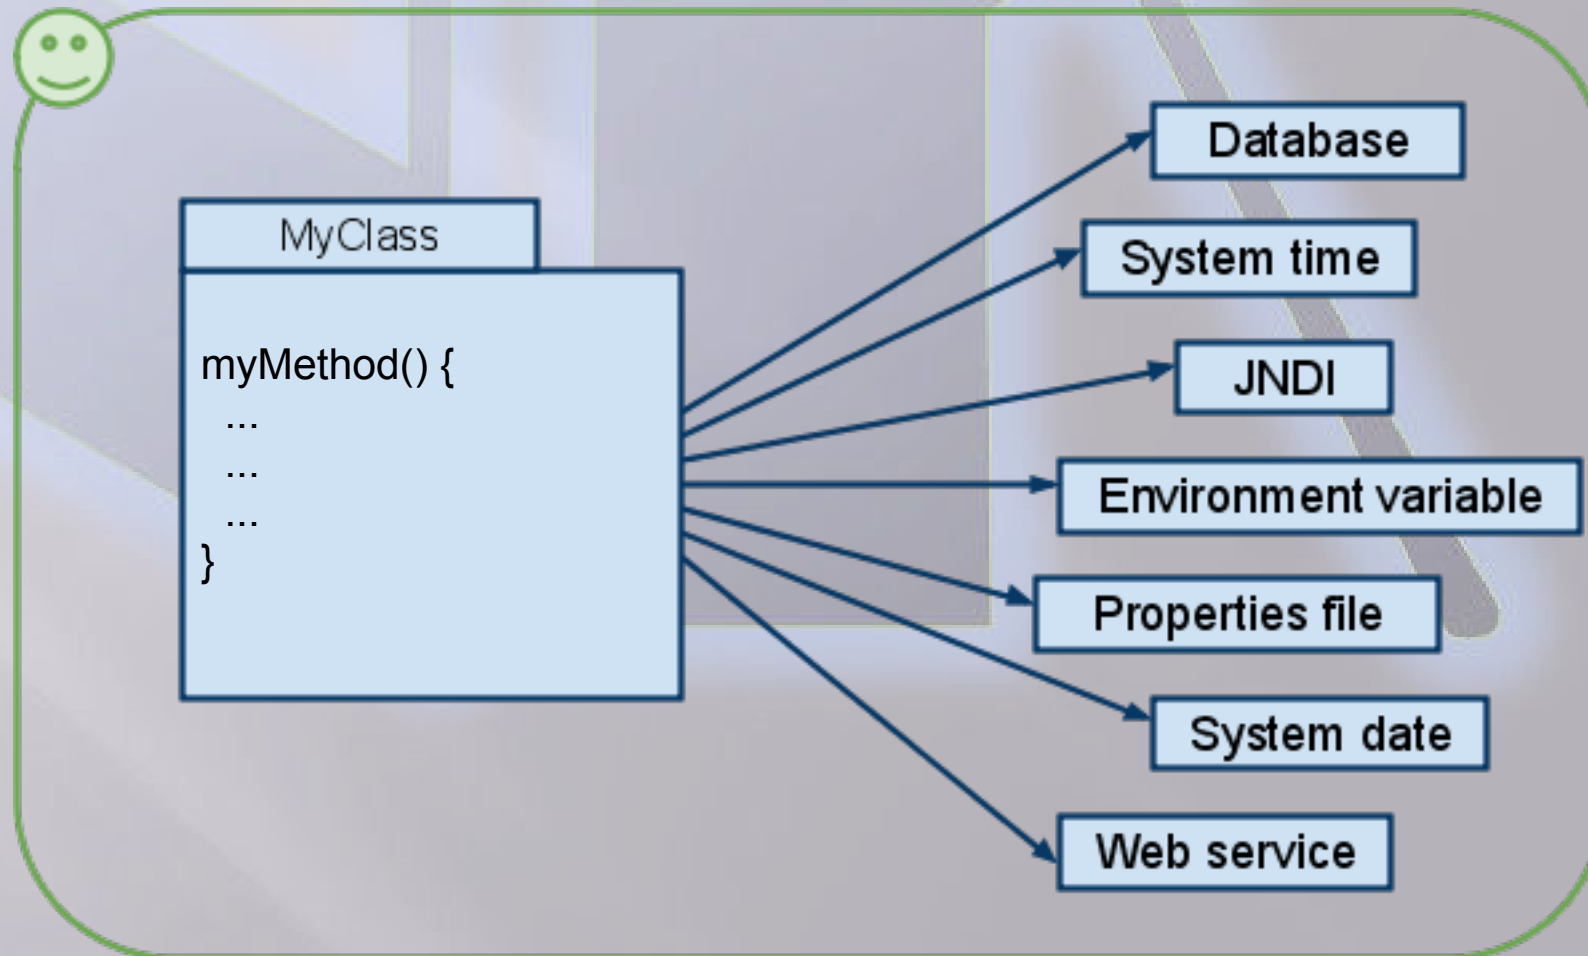 MyClass
myMethod() {
...
...
...
}
Database
System time
JNDI
Environment variable
Properties file
System date
Web service